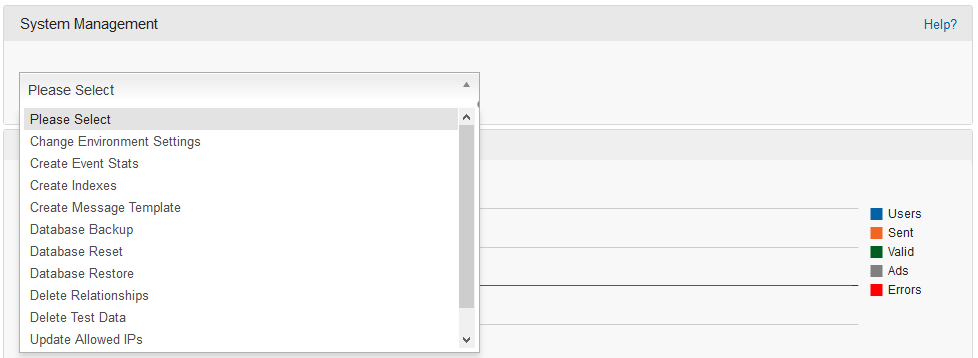 System Management
Help?
Please Select
Please Select
Change Environment Settings
Create Event Stats
Create Indexes
Create Message Template
Database Backup
Database Reset
Database Restore
Delete Relationships
Delete Test Data
Update Allowed IPs
Users
Sent
Valid
Ads
Errors